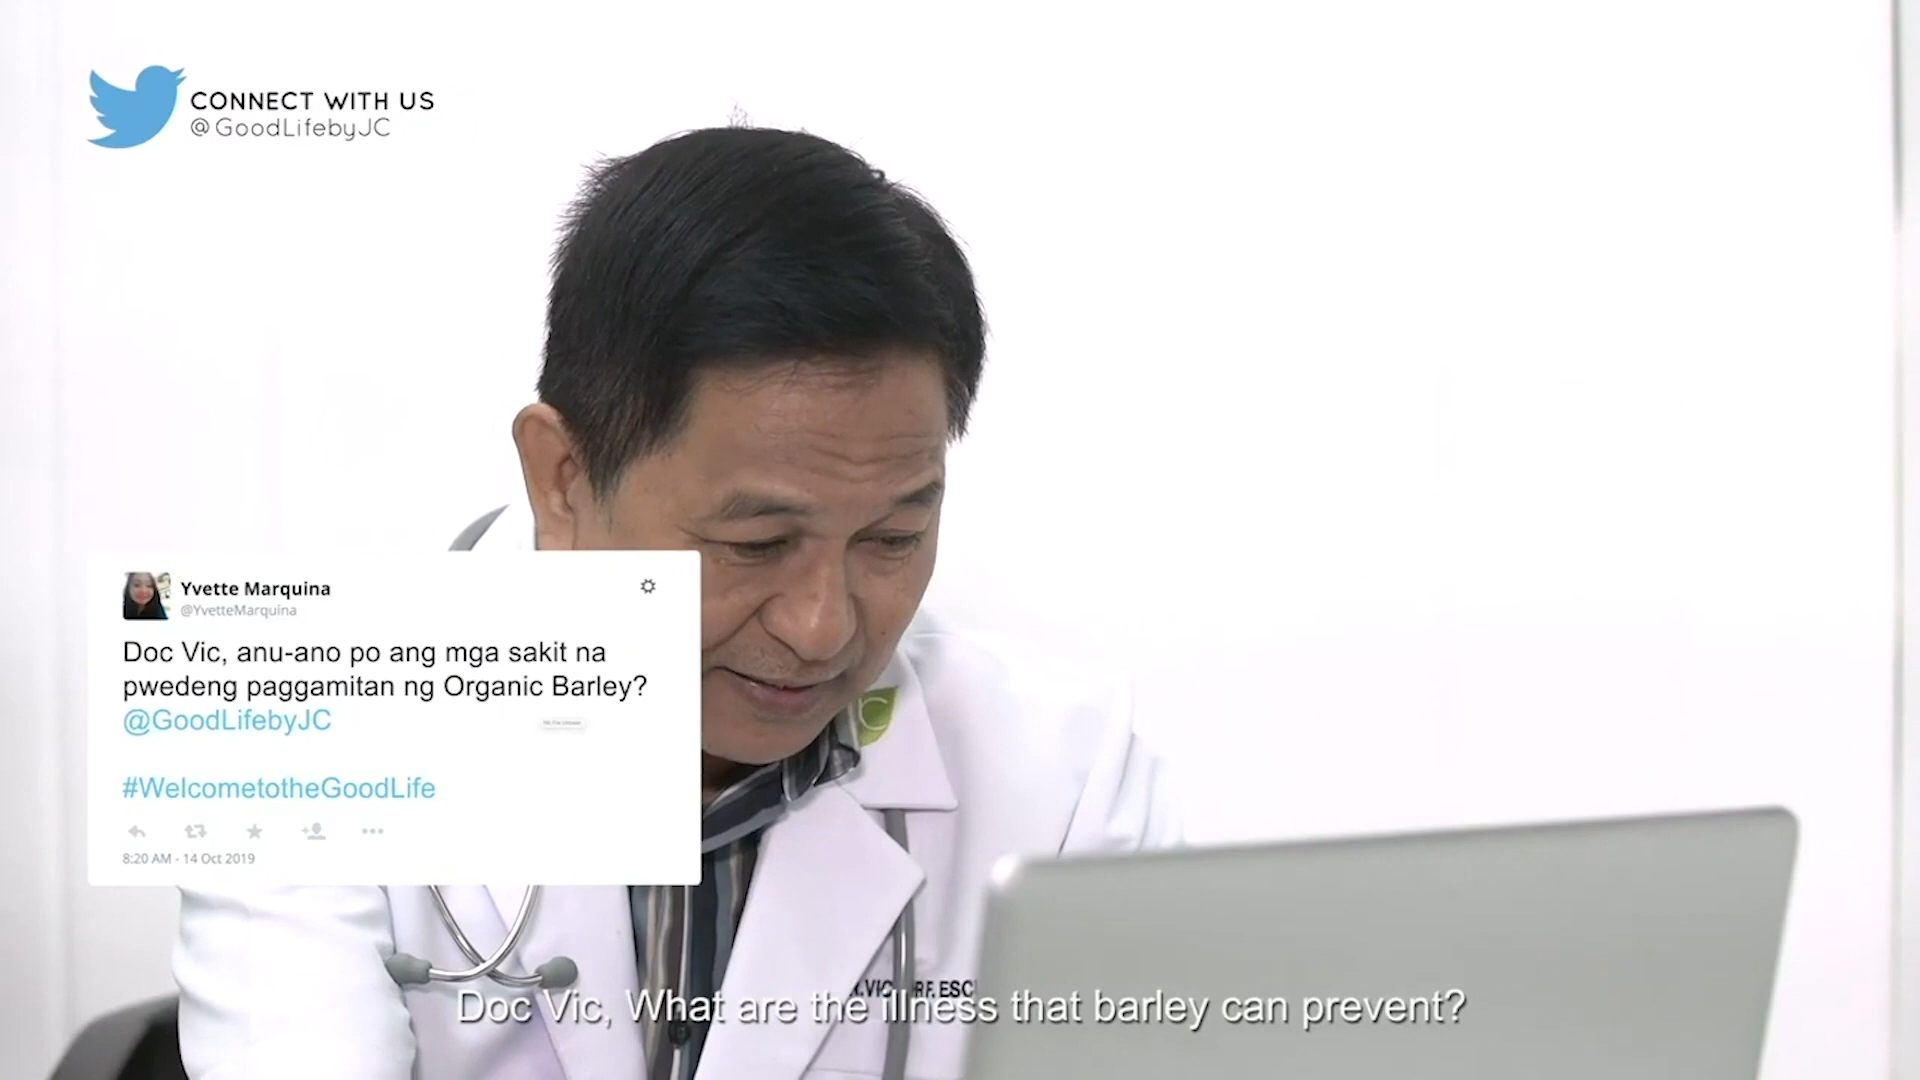 CONNECT WITH US
@GoodLifebyJC
Yvette Marquina
@YvetteMarquina
Doc Vic, anu-ano po ang mga sakit na
pwedeng paggamitan ng Organic Barley?
@GoodLifebyJC
#WelcometotheGoodLife
8:20 AM - 14 Oct 2019
Doc Vic, What are the illness that barley can prevent?